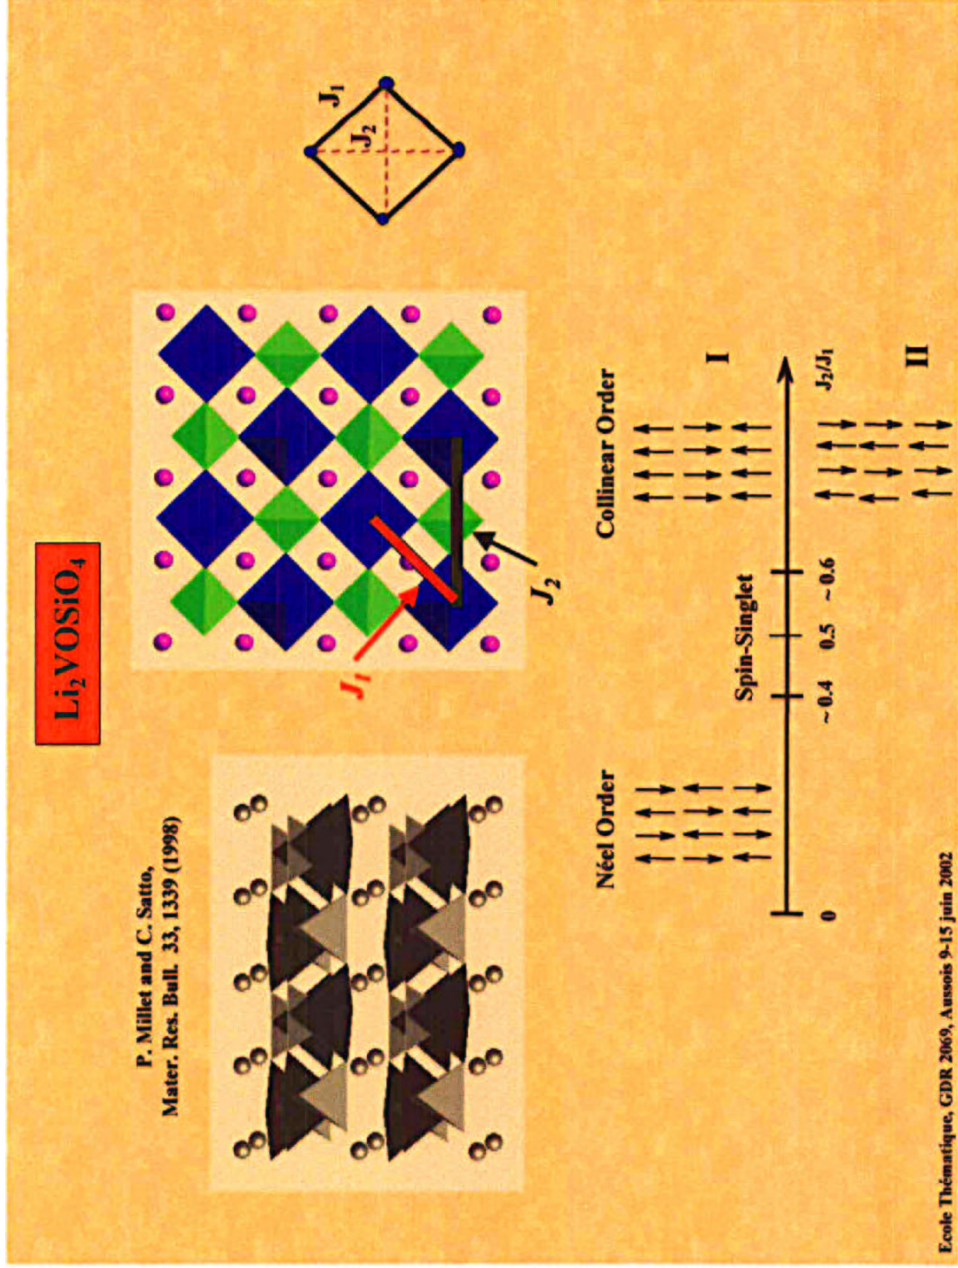 Li₂VOSiO₄
P. Millet and C. Satto,
Mater. Res. Bull. 33, 1339 (1998)
J₁
J₂
J₁
J₂
Néel Order
Collinear Order
I
Spin-Singlet
0
~0.4
0.5
~0.6
J₂/J₁
II
Ecole Thématique, GDR 2069, Aussois 9-15 juin 2002